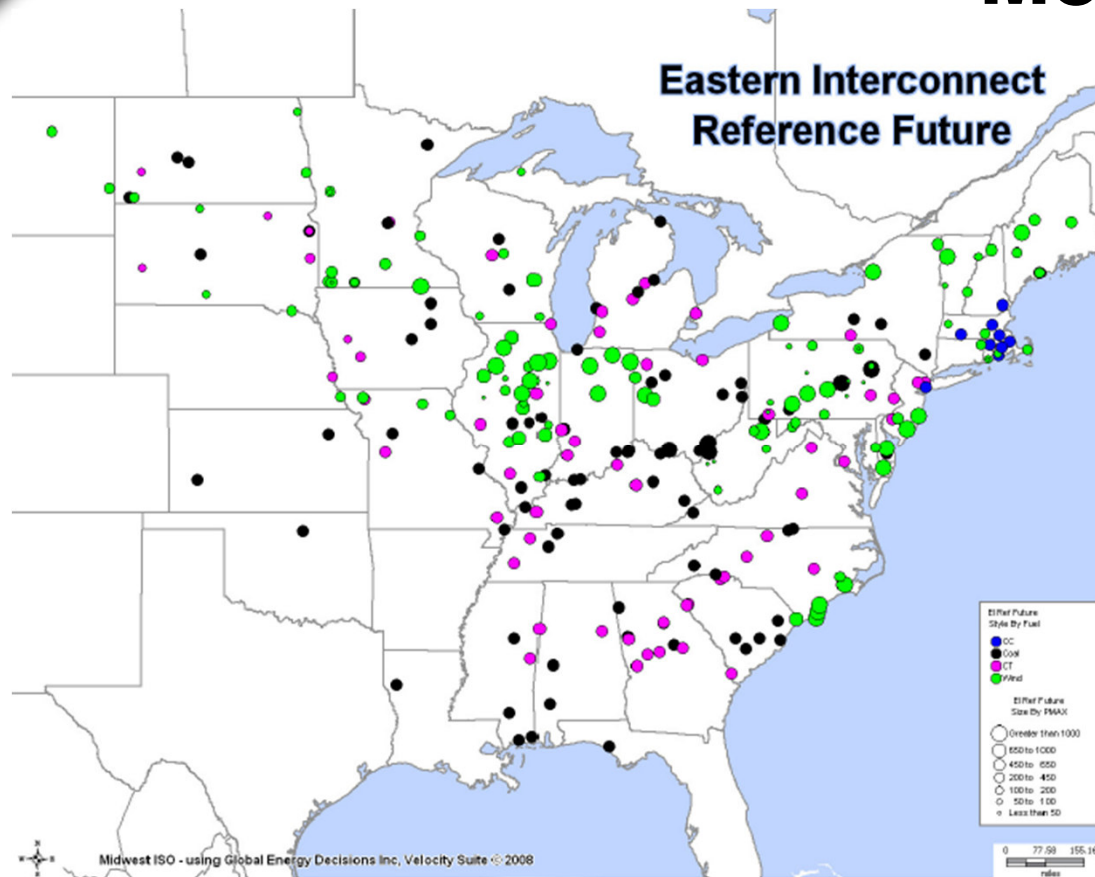 Eastern Interconnect
Reference Future
EI Ref Future
Style By Fuel
CC
Coal
CT
Wind
EI Ref Future
Size By PMAX
Greater than 1000
650 to 1000
450 to 650
200 to 450
100 to 200
50 to 100
Less than 50
Midwest ISO - using Global Energy Decisions Inc, Velocity Suite © 2008
0 77.58 155.16
miles